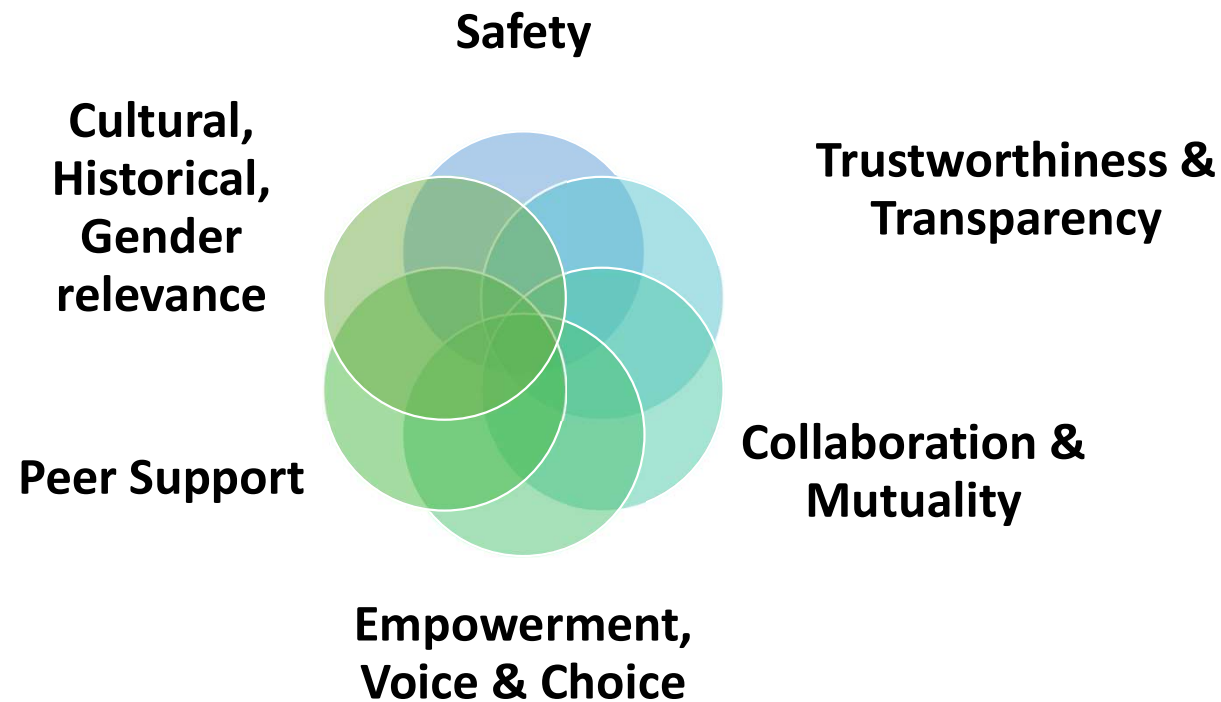 Safety
Trustworthiness &
Transparency
Collaboration &
Mutuality
Empowerment,
Voice & Choice
Peer Support
Cultural,
Historical,
Gender
relevance